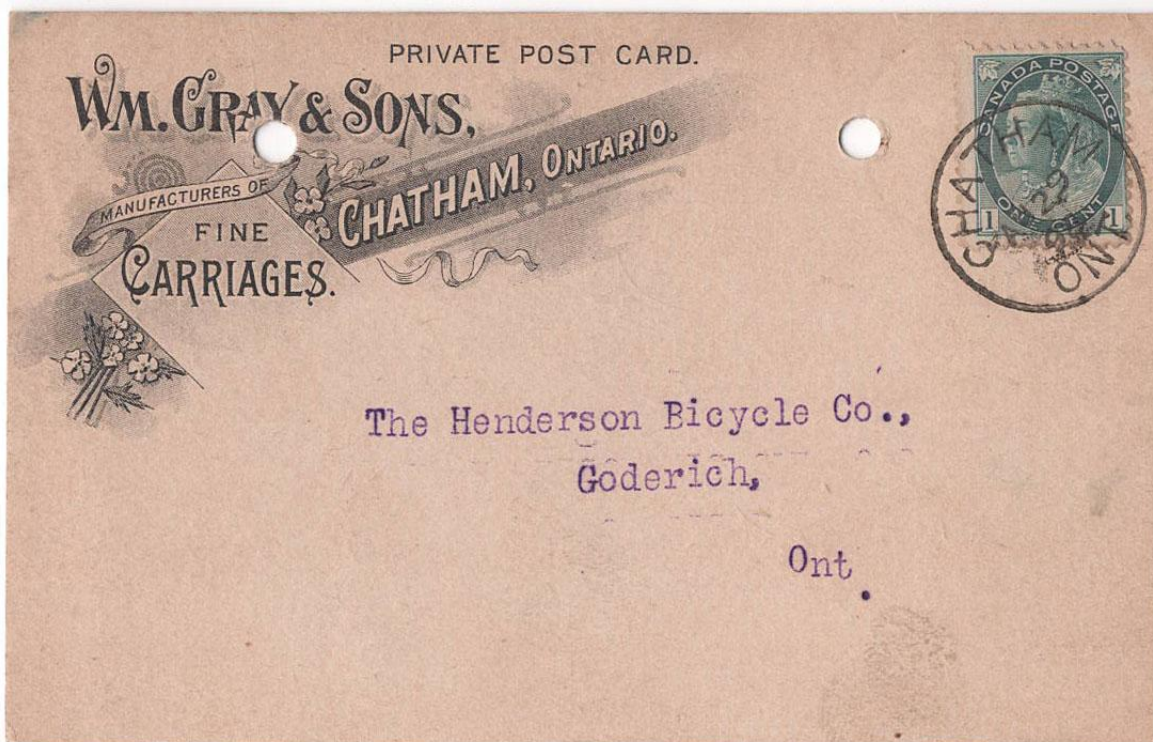 PRIVATE POST CARD.
WM. GRAY & SONS,
CHATHAM, ONTARIO.
MANUFACTURERS OF
FINE
CARRIAGES.
CANADA POSTAGE
1 ONE CENT 1
CHATHAM
ONT
The Henderson Bicycle Co.,
Goderich,
Ont.